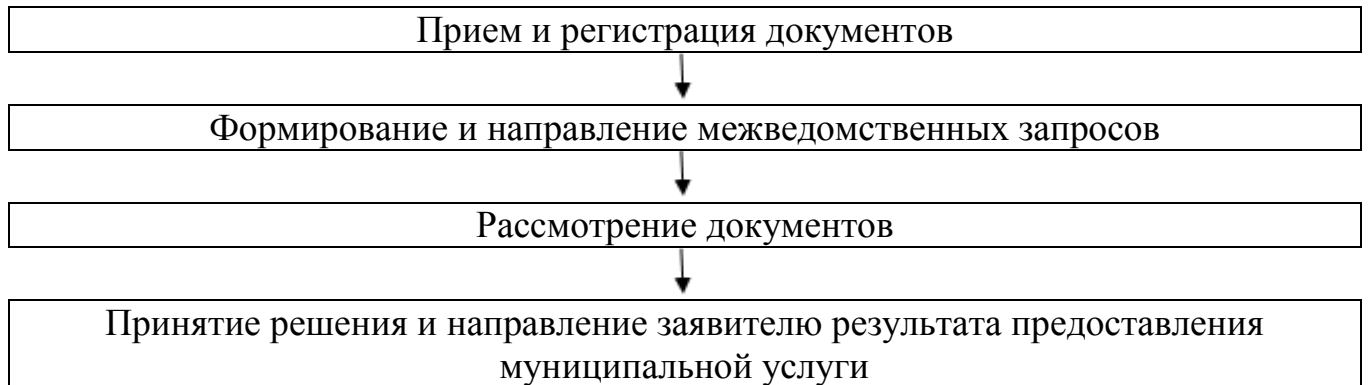 Прием и регистрация документов
Формирование и направление межведомственных запросов
Рассмотрение документов
Принятие решения и направление заявителю результата предоставления
муниципальной услуги